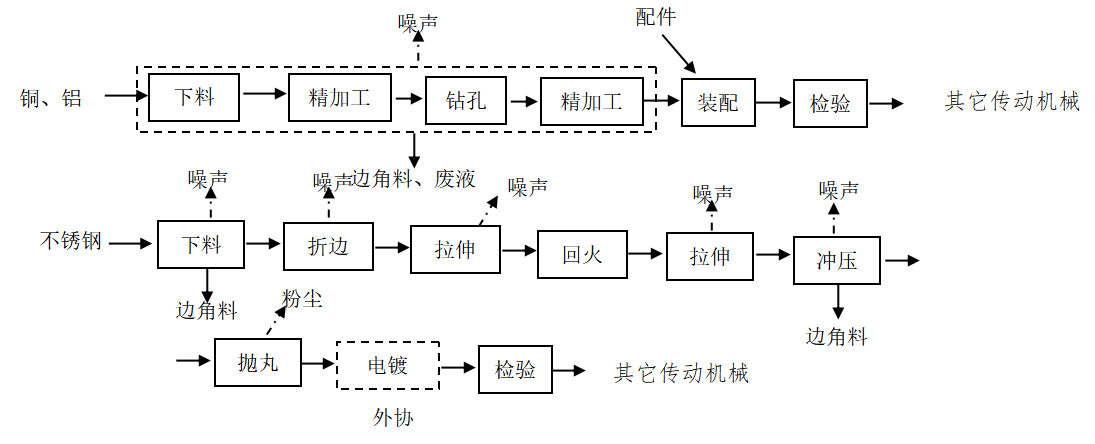 噪声
配件
铜、铝
下料
精加工
钻孔
精加工
装配
检验
其它传动机械
边角料、废液
噪声
噪声
噪声
噪声
噪声
不锈钢
下料
折边
拉伸
回火
拉伸
冲压
边角料
边角料
粉尘
抛丸
电镀
检验
其它传动机械
外协